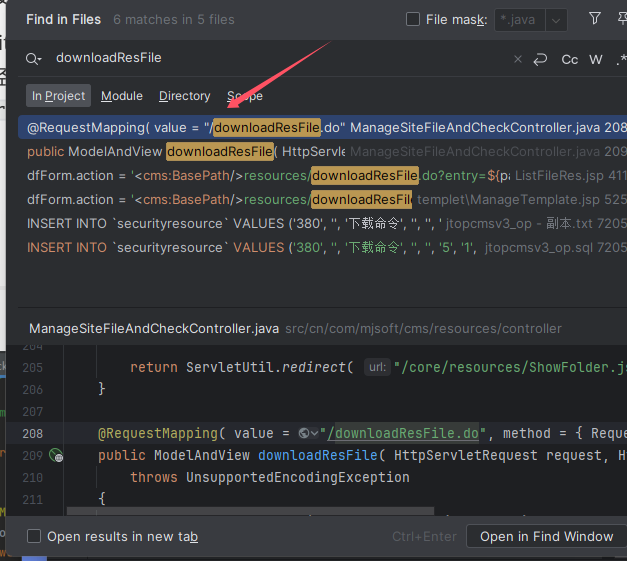 Find in Files 6 matches in 5 files File mask: *.java
downloadResFile Cc W .*
In Project Module Directory Scope
@RequestMapping( value = "/downloadResFile.do" ManageSiteFileAndCheckController.java 208
public ModelAndView downloadResFile( HttpServle ManageSiteFileAndCheckController.java 209
dfForm.action = '<cms:BasePath/>resources/downloadResFile.do?entry=${pa ListFileRes.jsp 411
dfForm.action = '<cms:BasePath/>resources/downloadResFil templet\ManageTemplate.jsp
INSERT INTO `securityresource` VALUES ('380', '', '下载命令', '', '', ' jtopcmsv3_op - 副本.txt 7205
INSERT INTO `securityresource` VALUES ('380', '', '下载命令', '', '', '5', '1', jtopcmsv3_op.sql 7205
ManageSiteFileAndCheckController.java src/cn/com/mjsoft/cms/resources/controller
204
205 return ServletUtil.redirect( url: "/core/resources/ShowFolder.j
206 }
207
208 @RequestMapping( value = "/downloadResFile.do", method = { Reque
209 public ModelAndView downloadResFile( HttpServletRequest request, H
210 throws UnsupportedEncodingException
211 {
Open results in new tab Ctrl+Enter Open in Find Window